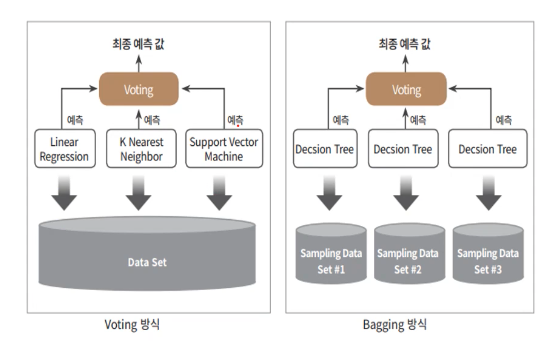 최종 예측 값
Voting
예측
예측
예측
Linear
Regression
K Nearest
Neighbor
Support Vector
Machine
Data Set
Voting 방식
최종 예측 값
Voting
예측
예측
예측
Decsion Tree
Decsion Tree
Decsion Tree
Sampling Data
Set #1
Sampling Data
Set #2
Sampling Data
Set #3
Bagging 방식